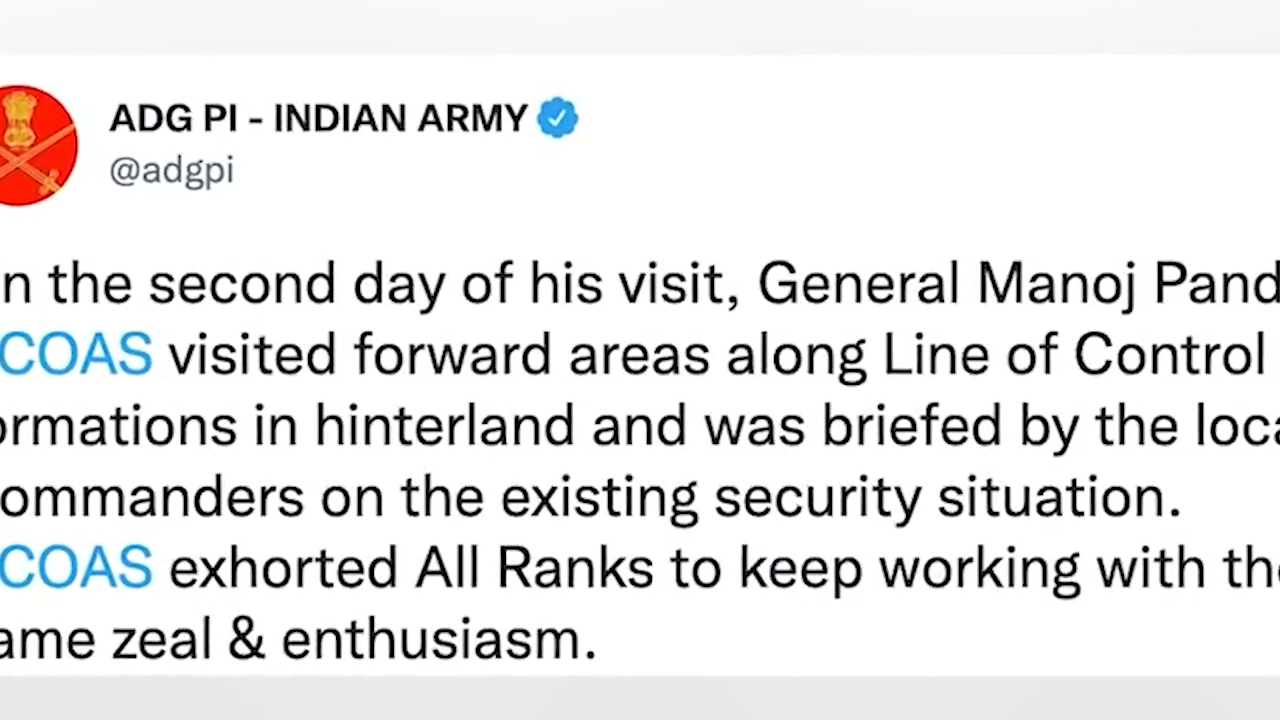 ADG PI - INDIAN ARMY
@adgpi
n the second day of his visit, General Manoj Pand
COAS visited forward areas along Line of Control
ormations in hinterland and was briefed by the loca
ommanders on the existing security situation.
COAS exhorted All Ranks to keep working with the
ame zeal & enthusiasm.